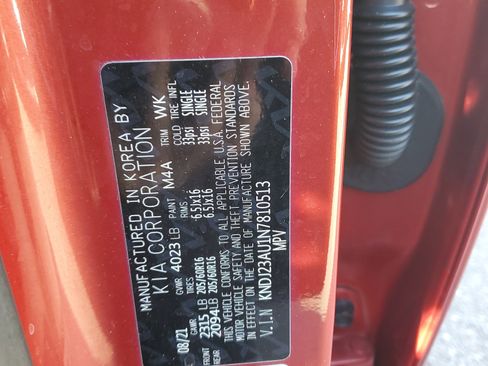 MANUFACTURED IN KOREA BY
KIA CORPORATION
08/21 GVWR 4023 LB PAINT M4A TRIM WK
GAWR TIRES: RIMS: COLD TIRE INFL
FRONT 2315 LB 205/60R16 6.5Jx16 33psi SINGLE
REAR 2094 LB 205/60R16 6.5Jx16 33psi SINGLE
THIS VEHICLE CONFORMS TO ALL APPLICABLE U.S.A. FEDERAL
MOTOR VEHICLE SAFETY AND THEFT PREVENTION STANDARDS
IN EFFECT ON THE DATE OF MANUFACTURE SHOWN ABOVE.
V.I.N KNDJ23AU1N7810513
MPV